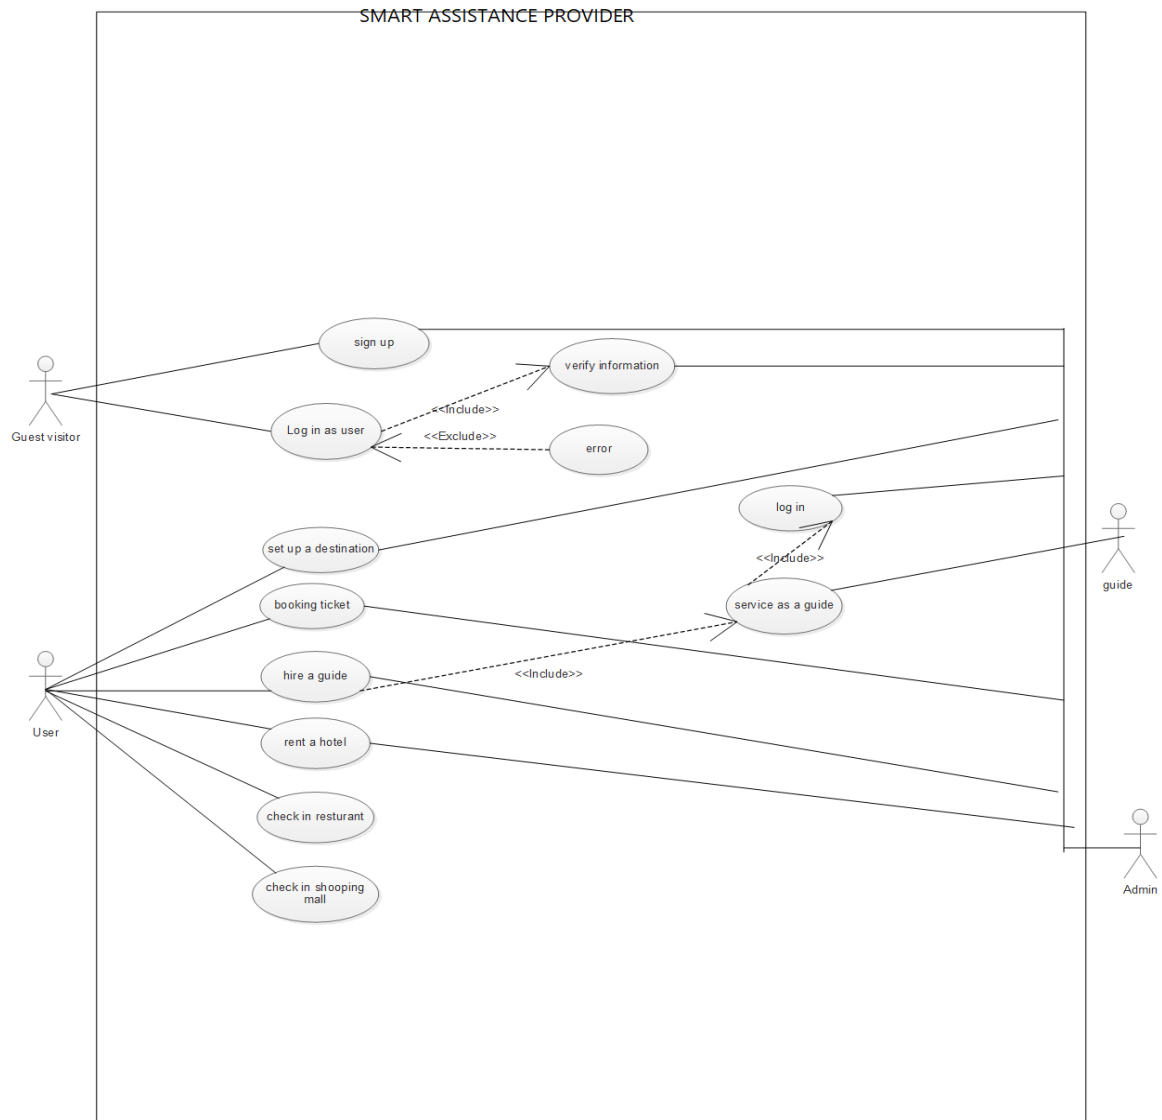 SMART ASSISTANCE PROVIDER
sign up
verify information
Log in as user
<<Include>>
<<Exclude>>
error
Guest visitor
log in
set up a destination
<<Include>>
guide
booking ticket
service as a guide
hire a guide
<<Include>>
User
rent a hotel
check in resturant
check in shooping
mall
Admin